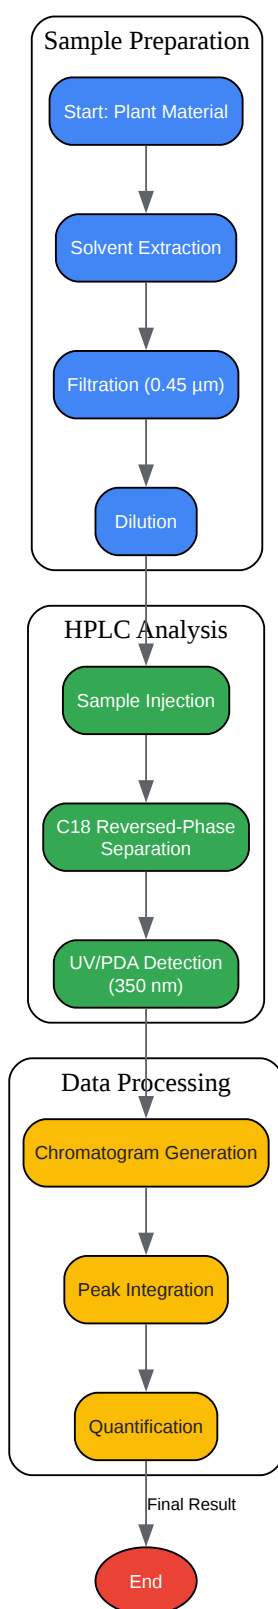 Sample Preparation
Start: Plant Material
Solvent Extraction
Filtration (0.45 µm)
Dilution
HPLC Analysis
Sample Injection
C18 Reversed-Phase
Separation
UV/PDA Detection
(350 nm)
Data Processing
Chromatogram Generation
Peak Integration
Quantification
Final Result
End